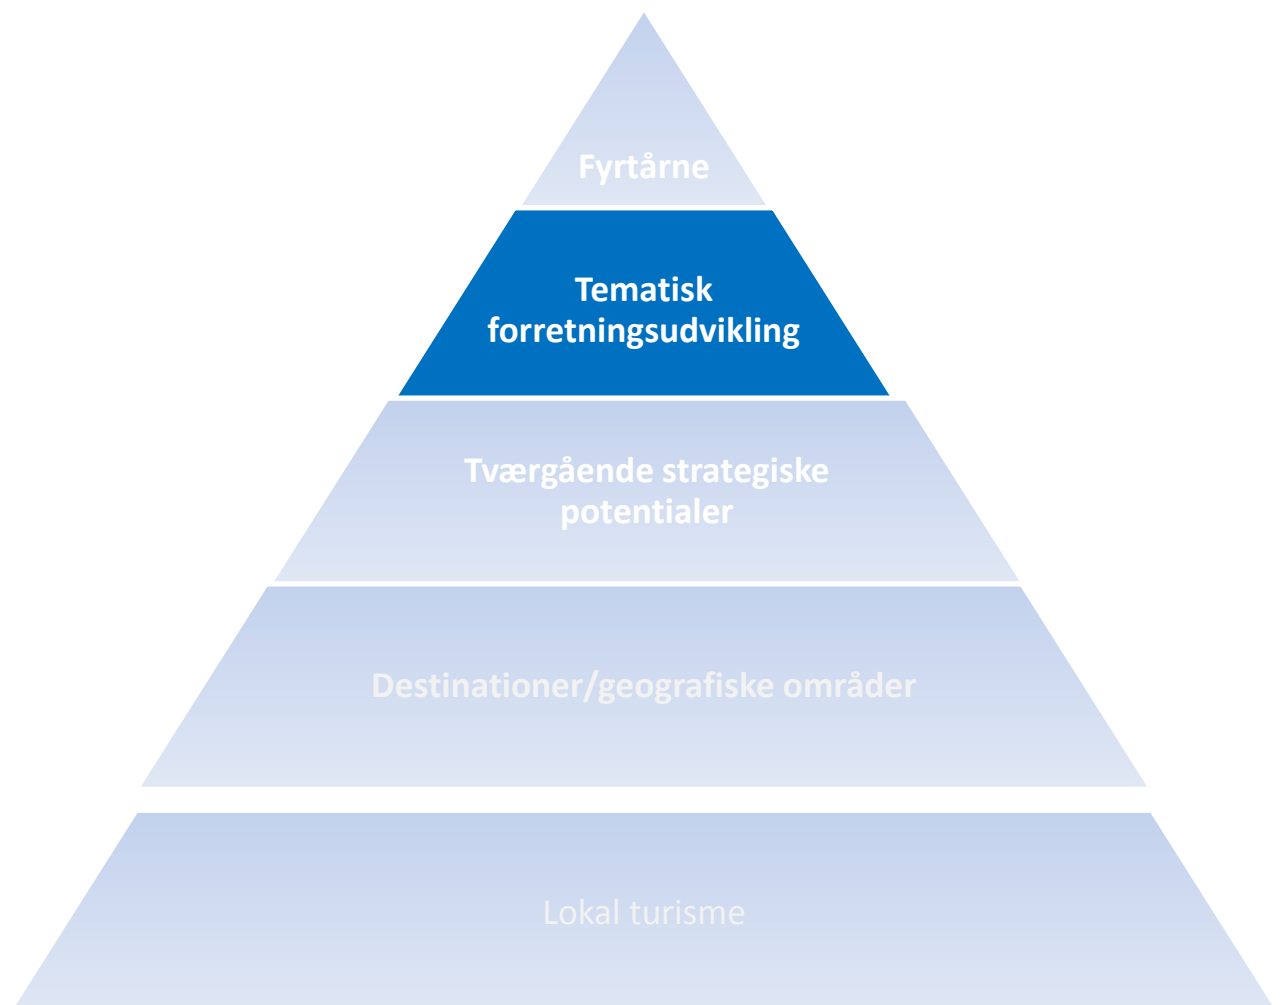 Fyrtårne
Tematisk
forretningsudvikling
Tværgående strategiske
potentialer
Destinationer/geografiske områder
Lokal turisme